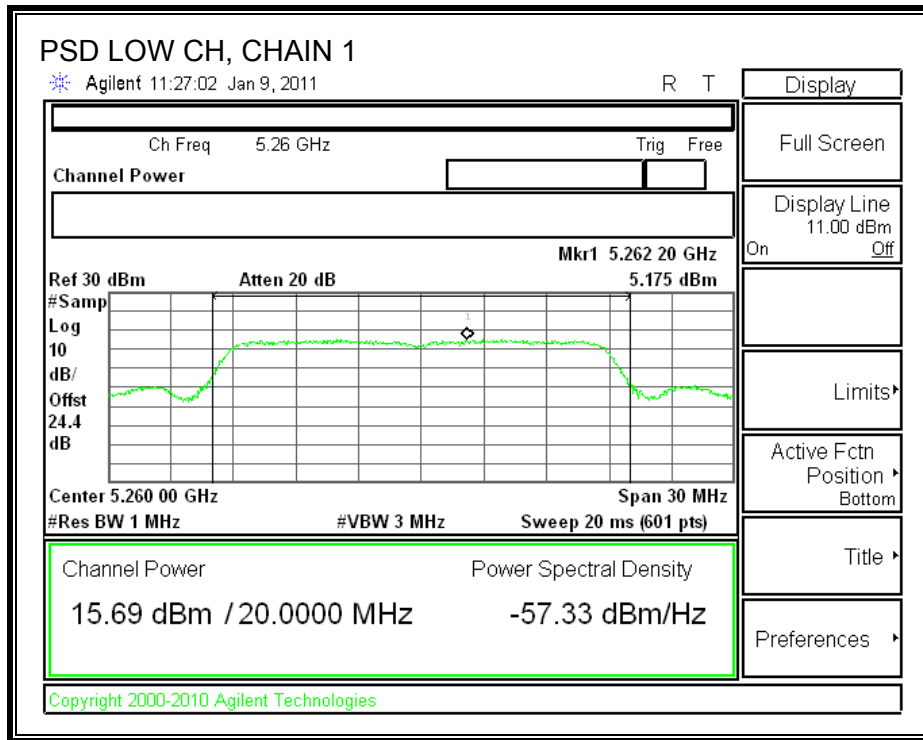 PSD LOW CH, CHAIN 1
Agilent 11:27:02 Jan 9, 2011 R T
Display
Ch Freq 5.26 GHz Trig Free
Full Screen
Channel Power
Display Line
11.00 dBm
On Off
Mkr1 5.262 20 GHz
Ref 30 dBm Atten 20 dB 5.175 dBm
#Samp
Log
10
dB/
Offst
24.4
dB
1
Limits
Active Fctn
Position
Bottom
Center 5.260 00 GHz Span 30 MHz
#Res BW 1 MHz #VBW 3 MHz Sweep 20 ms (601 pts)
Channel Power Power Spectral Density
15.69 dBm / 20.0000 MHz -57.33 dBm/Hz
Title
Preferences
Copyright 2000-2010 Agilent Technologies